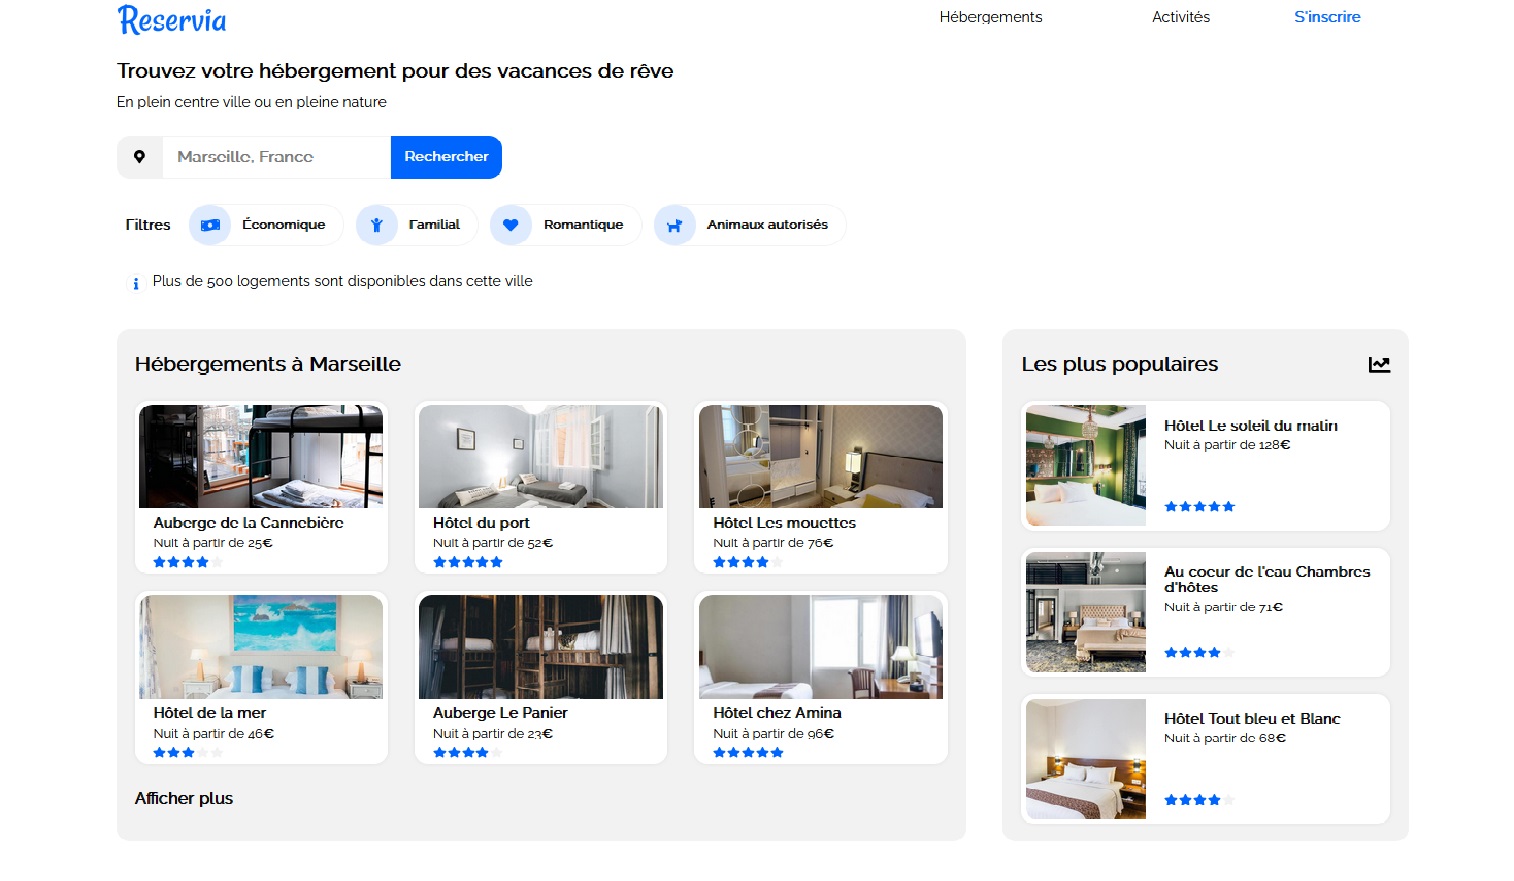 Reservia
Hébergements
Activités
S'inscrire
Trouvez votre hébergement pour des vacances de rêve
En plein centre ville ou en pleine nature
Marseille, France
Rechercher
Filtres
Économique
Familial
Romantique
Animaux autorisés
Plus de 500 logements sont disponibles dans cette ville
Hébergements à Marseille
Auberge de la Cannebière
Nuit à partir de 25€
Hôtel du port
Nuit à partir de 52€
Hôtel Les mouettes
Nuit à partir de 76€
Hôtel de la mer
Nuit à partir de 46€
Auberge Le Panier
Nuit à partir de 23€
Hôtel chez Amina
Nuit à partir de 96€
Afficher plus
Les plus populaires
Hôtel Le soleil du matin
Nuit à partir de 128€
Au coeur de l'eau Chambres
d'hôtes
Nuit à partir de 71€
Hôtel Tout bleu et Blanc
Nuit à partir de 68€